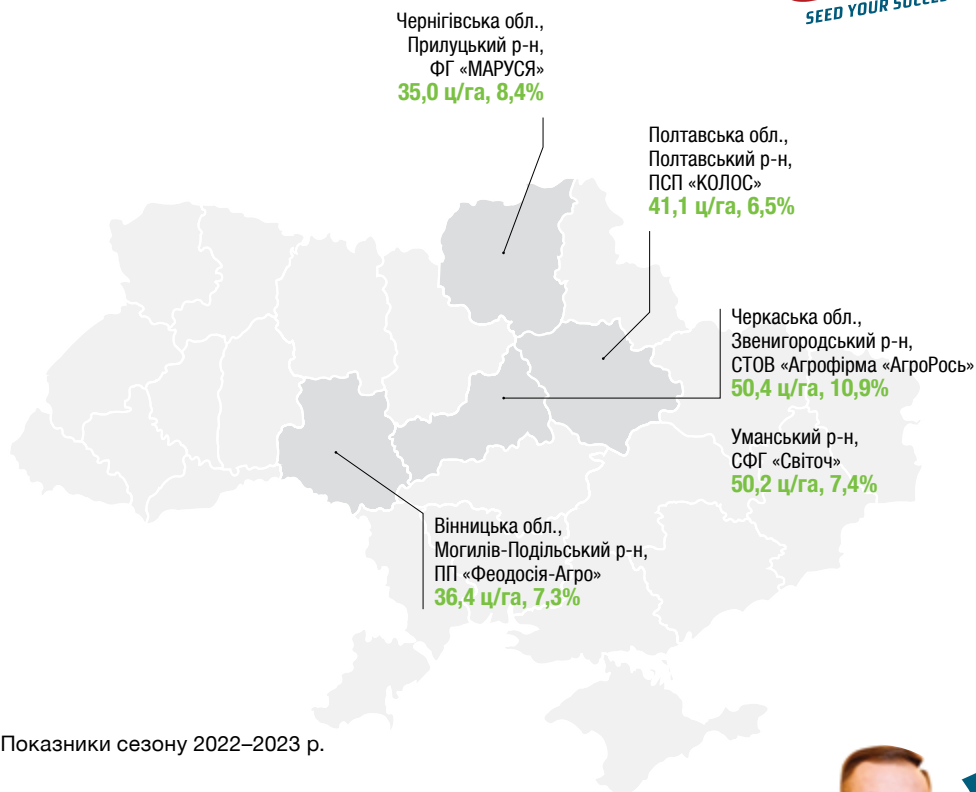 SEED YOUR
Чернігівська обл.,
Прилуцький р-н,
ФГ «МАРУСЯ»
35,0 ц/га, 8,4%
Полтавська обл.,
Полтавський р-н,
ПСП «КОЛОС»
41,1 ц/га, 6,5%
Черкаська обл.,
Звенигородський р-н,
СТОВ «Агрофірма «АгроРось»
50,4 ц/га, 10,9%
Уманський р-н,
СФГ «Світоч»
50,2 ц/га, 7,4%
Вінницька обл.,
Могилів-Подільський р-н,
ПП «Феодосія-Агро»
36,4 ц/га, 7,3%
Показники сезону 2022–2023 р.